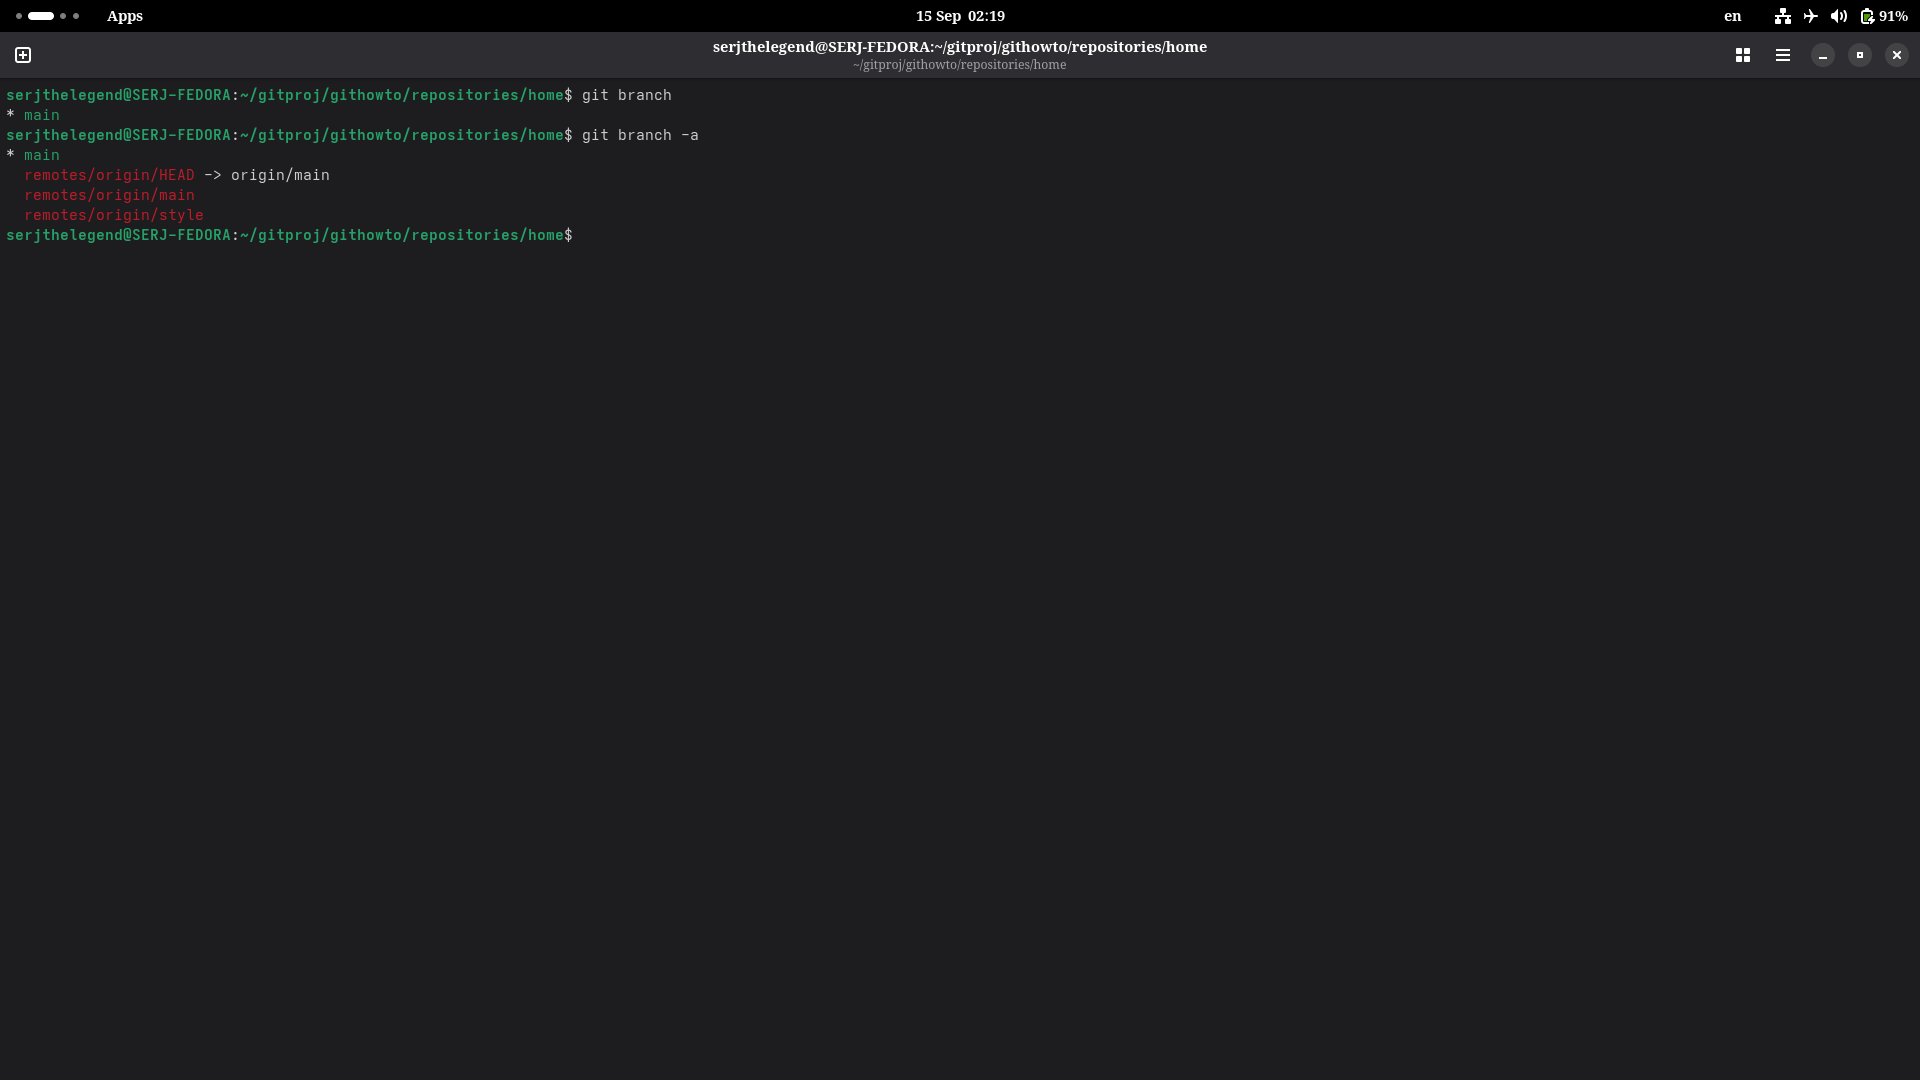 Apps
15 Sep 02:19
en
91%
serjthelegend@SERJ-FEDORA:~/gitproj/githowto/repositories/home
~/gitproj/githowto/repositories/home
serjthelegend@SERJ-FEDORA:~/gitproj/githowto/repositories/home$ git branch
* main
serjthelegend@SERJ-FEDORA:~/gitproj/githowto/repositories/home$ git branch -a
* main
  remotes/origin/HEAD -> origin/main
  remotes/origin/main
  remotes/origin/style
serjthelegend@SERJ-FEDORA:~/gitproj/githowto/repositories/home$